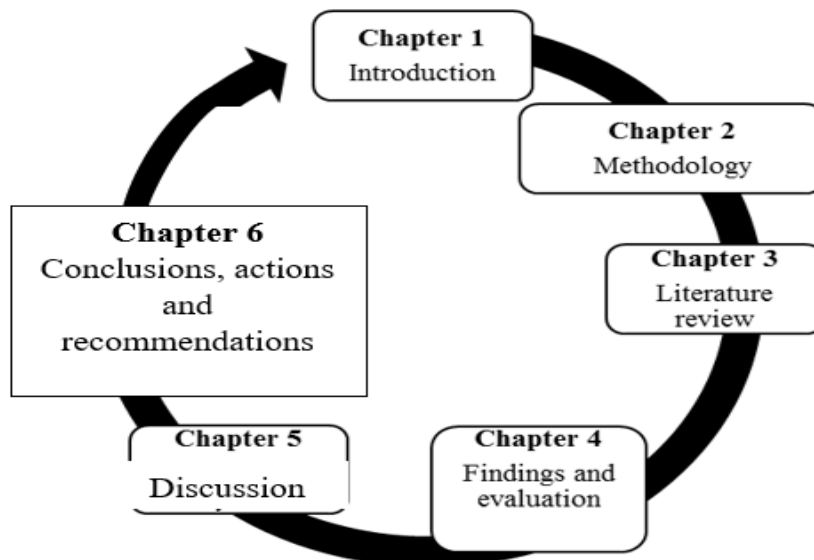 Chapter 1
Introduction
Chapter 2
Methodology
Chapter 3
Literature
review
Chapter 4
Findings and
evaluation
Chapter 5
Discussion
Chapter 6
Conclusions, actions
and
recommendations